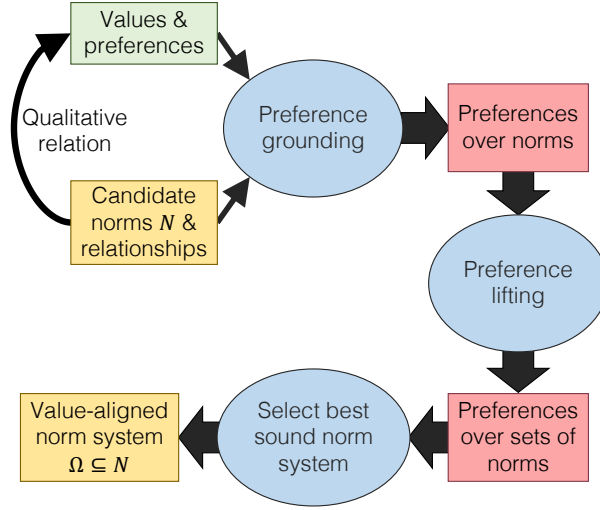 Values &
preferences
Qualitative
relation
Candidate
norms N &
relationships
Preference
grounding
Preferences
over norms
Preference
lifting
Preferences
over sets of
norms
Select best
sound norm
system
Value-aligned
norm system
Ω ⊆ N